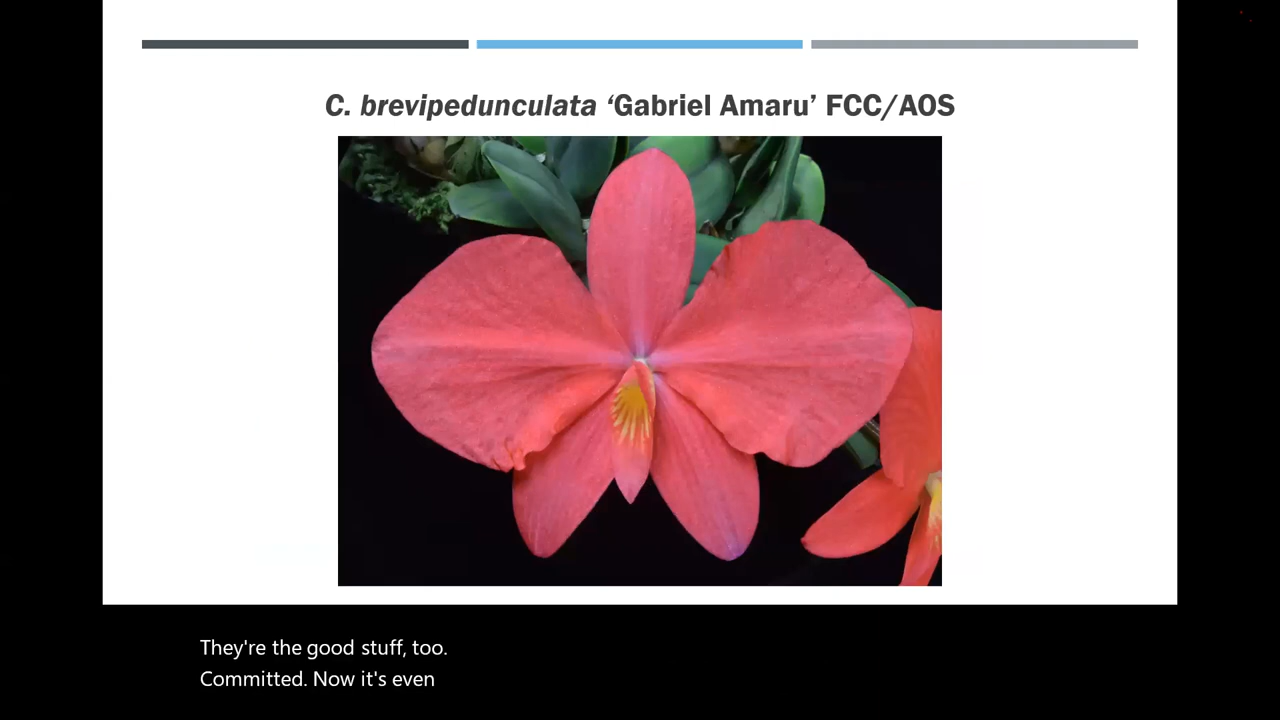 C. brevipedunculata ‘Gabriel Amaru’ FCC/AOS
They're the good stuff, too.
Committed. Now it's even